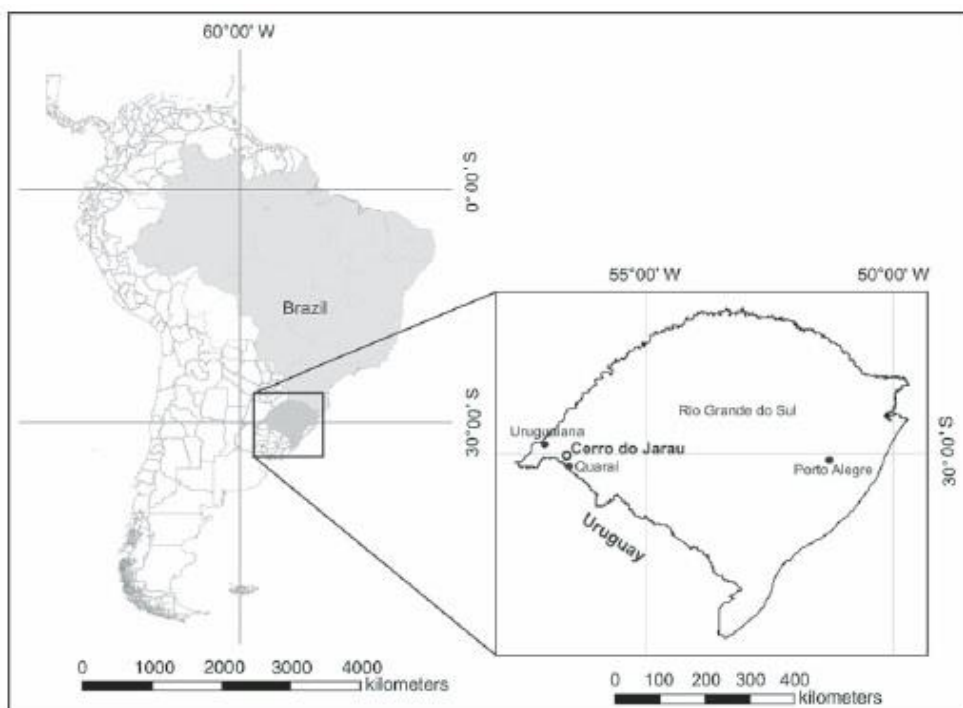 60°00' W
0°00' S
Brazil
30°00' S
55°00' W
50°00' W
Rio Grande do Sul
Uruguaiana
Cerro do Jarau
Quaraí
Porto Alegre
30°00' S
Uruguay
0 1000 2000 3000 4000
kilometers
0 100 200 300 400
kilometers